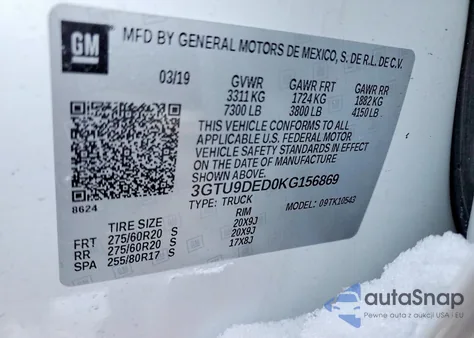 GM
MFD BY GENERAL MOTORS DE MEXICO, S. DE R.L. DE C.V.
03/19 GVWR GAWR FRT GAWR RR
3311 KG 1724 KG 1882 KG
7300 LB 3800 LB 4150 LB
THIS VEHICLE CONFORMS TO ALL
APPLICABLE U.S. FEDERAL MOTOR
VEHICLE SAFETY STANDARDS IN EFFECT
ON THE DATE OF MANUFACTURE
SHOWN ABOVE.
3GTU9DED0KG156869
8624
TYPE: TRUCK MODEL: 09TK10543
TIRE SIZE RIM
FRT 275/60R20 S 20X9J
RR 275/60R20 S 20X9J
SPA 255/80R17 S 17X8J
autoSnap
Pewne auta z aukcji USA i EU